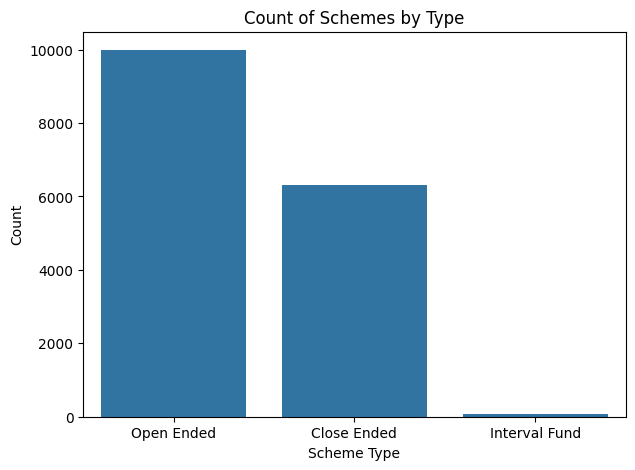 Count of Schemes by Type
Count
10000
8000
6000
4000
2000
0
Open Ended
Close Ended
Interval Fund
Scheme Type